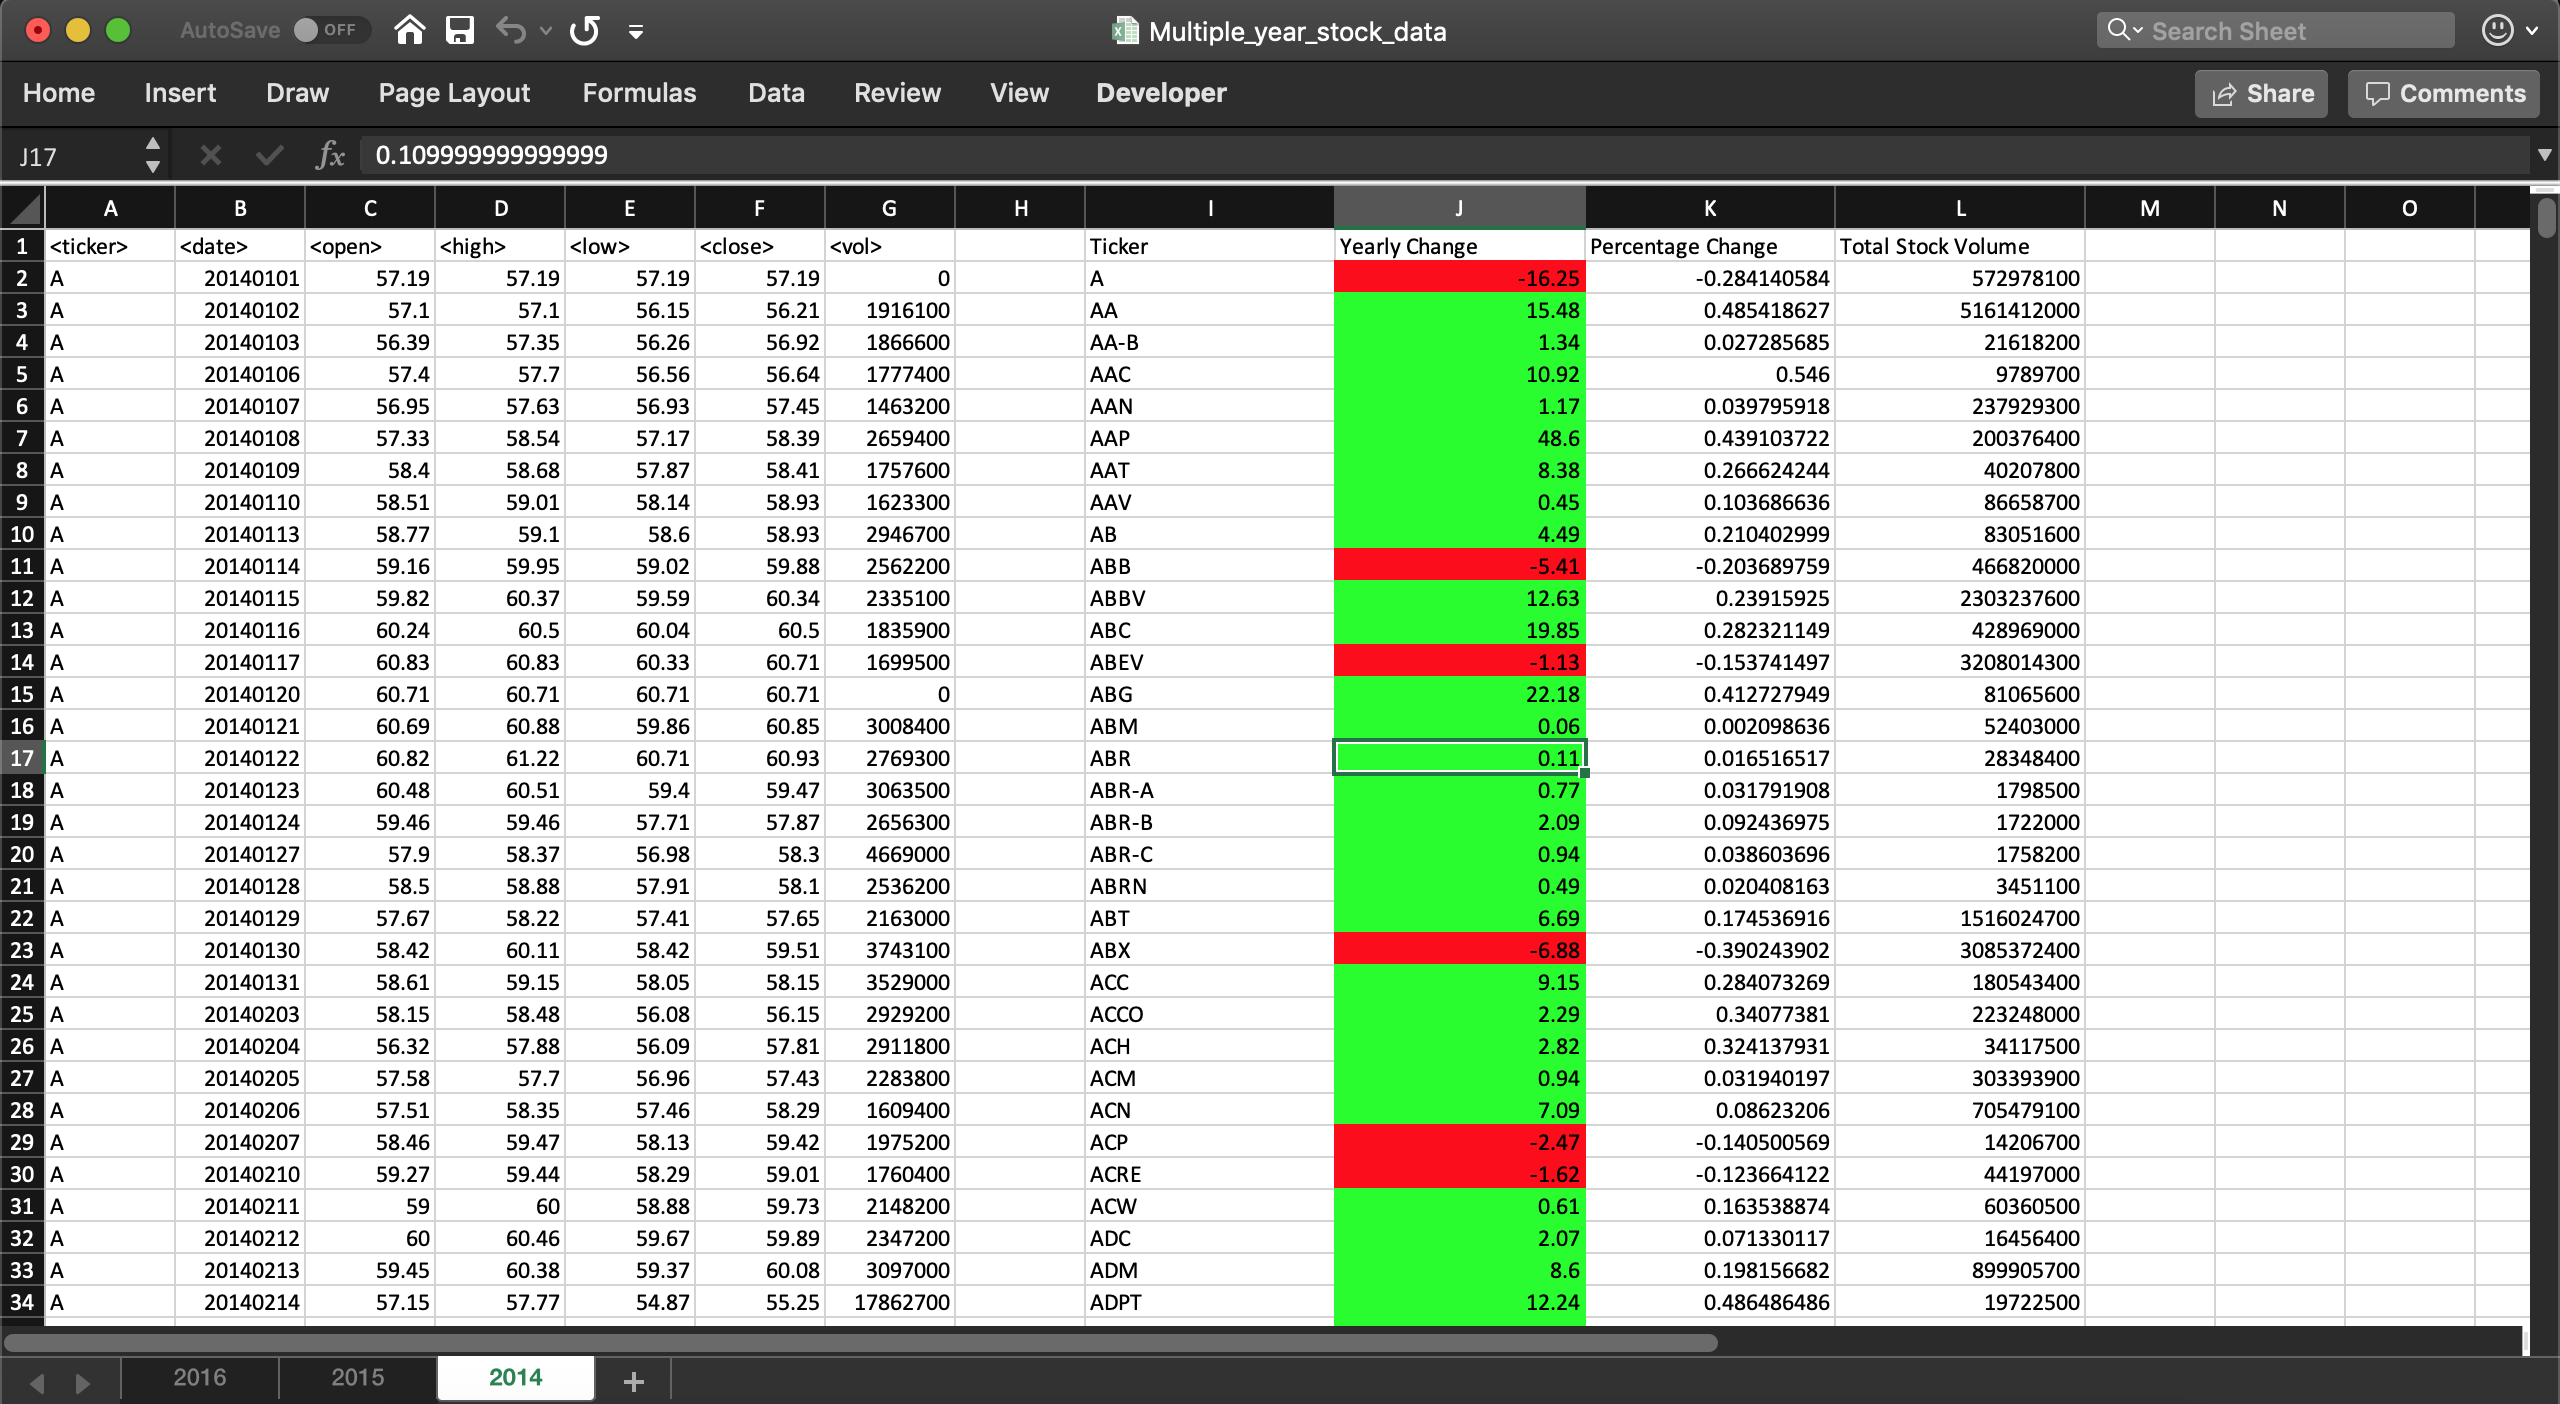 AutoSave OFF Multiple_year_stock_data Search Sheet
Home Insert Draw Page Layout Formulas Data Review View Developer Share Comments
J17 fx 0.109999999999999
A B C D E F G H I J K L M N O
1 <ticker> <date> <open> <high> <low> <close> <vol> Ticker Yearly Change Percentage Change Total Stock Volume
2 A 20140101 57.19 57.19 57.19 57.19 0 A -16.25 -0.284140584 572978100
3 A 20140102 57.1 57.1 56.15 56.21 1916100 AA 15.48 0.485418627 5161412000
4 A 20140103 56.39 57.35 56.26 56.92 1866600 AA-B 1.34 0.027285685 21618200
5 A 20140106 57.4 57.7 56.56 56.64 1777400 AAC 10.92 0.546 9789700
6 A 20140107 56.95 57.63 56.93 57.45 1463200 AAN 1.17 0.039795918 237929300
7 A 20140108 57.33 58.54 57.17 58.39 2659400 AAP 48.6 0.439103722 200376400
8 A 20140109 58.4 58.68 57.87 58.41 1757600 AAT 8.38 0.266624244 40207800
9 A 20140110 58.51 59.01 58.14 58.93 1623300 AAV 0.45 0.103686636 86658700
10 A 20140113 58.77 59.1 58.6 58.93 2946700 AB 4.49 0.210402999 83051600
11 A 20140114 59.16 59.95 59.02 59.88 2562200 ABB -5.41 -0.203689759 466820000
12 A 20140115 59.82 60.37 59.59 60.34 2335100 ABBV 12.63 0.23915925 2303237600
13 A 20140116 60.24 60.5 60.04 60.5 1835900 ABC 19.85 0.282321149 428969000
14 A 20140117 60.83 60.83 60.33 60.71 1699500 ABEV -1.13 -0.153741497 3208014300
15 A 20140120 60.71 60.71 60.71 60.71 0 ABG 22.18 0.412727949 81065600
16 A 20140121 60.69 60.88 59.86 60.85 3008400 ABM 0.06 0.002098636 52403000
17 A 20140122 60.82 61.22 60.71 60.93 2769300 ABR 0.11 0.016516517 28348400
18 A 20140123 60.48 60.51 59.4 59.47 3063500 ABR-A 0.77 0.031791908 1798500
19 A 20140124 59.46 59.46 57.71 57.87 2656300 ABR-B 2.09 0.092436975 1722000
20 A 20140127 57.9 58.37 56.98 58.3 4669000 ABR-C 0.94 0.038603696 1758200
21 A 20140128 58.5 58.88 57.91 58.1 2536200 ABRN 0.49 0.020408163 3451100
22 A 20140129 57.67 58.22 57.41 57.65 2163000 ABT 6.69 0.174536916 1516024700
23 A 20140130 58.42 60.11 58.42 59.51 3743100 ABX -6.88 -0.390243902 3085372400
24 A 20140131 58.61 59.15 58.05 58.15 3529000 ACC 9.15 0.284073269 180543400
25 A 20140203 58.15 58.48 56.08 56.15 2929200 ACCO 2.29 0.34077381 223248000
26 A 20140204 56.32 57.88 56.09 57.81 2911800 ACH 2.82 0.324137931 34117500
27 A 20140205 57.58 57.7 56.96 57.43 2283800 ACM 0.94 0.031940197 303393900
28 A 20140206 57.51 58.35 57.46 58.29 1609400 ACN 7.09 0.08623206 705479100
29 A 20140207 58.46 59.47 58.13 59.42 1975200 ACP -2.47 -0.140500569 14206700
30 A 20140210 59.27 59.44 58.29 59.01 1760400 ACRE -1.62 -0.123664122 44197000
31 A 20140211 59 60 58.88 59.73 2148200 ACW 0.61 0.163538874 60360500
32 A 20140212 60 60.46 59.67 59.89 2347200 ADC 2.07 0.071330117 16456400
33 A 20140213 59.45 60.38 59.37 60.08 3097000 ADM 8.6 0.198156682 899905700
34 A 20140214 57.15 57.77 54.87 55.25 17862700 ADPT 12.24 0.486486486 19722500
2016 2015 2014 +